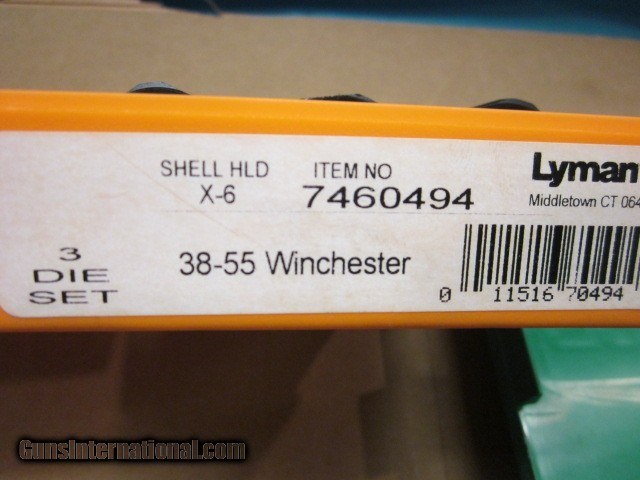 SHELL HLD ITEM NO
X-6 7460494
Lyman
Middletown CT 064
3
DIE
SET
38-55 Winchester
0 11516 70494
GunsInternational.com